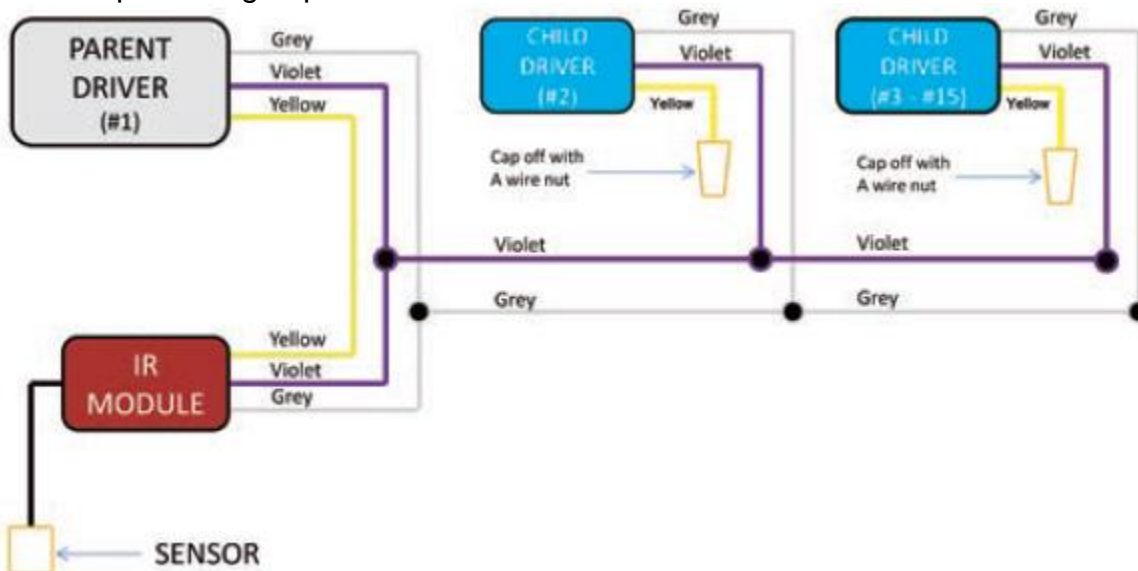 PARENT
DRIVER
(#1)
Grey
Violet
Yellow
CHILD
DRIVER
(#2)
Grey
Violet
Yellow
Cap off with
A wire nut
CHILD
DRIVER
(#3 - #15)
Grey
Violet
Yellow
Cap off with
A wire nut
Violet
Violet
Grey
Grey
IR
MODULE
Yellow
Violet
Grey
SENSOR